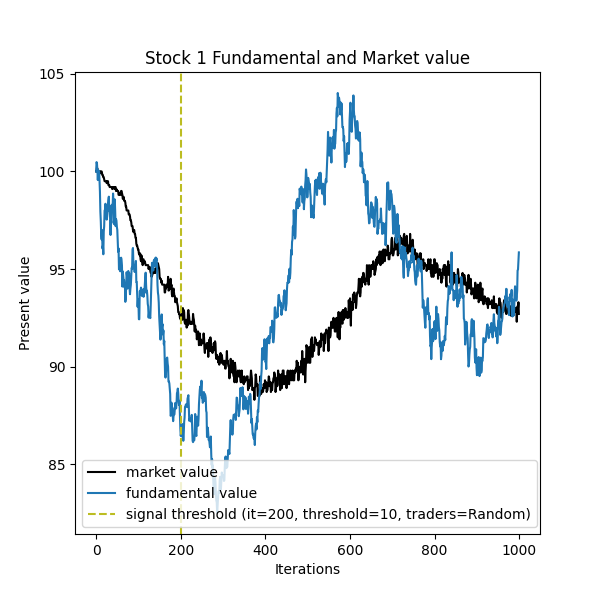 Stock 1 Fundamental and Market value
105
100
95
90
85
Present value
market value
fundamental value
signal threshold (it=200, threshold=10, traders=Random)
0 200 400 600 800 1000
Iterations